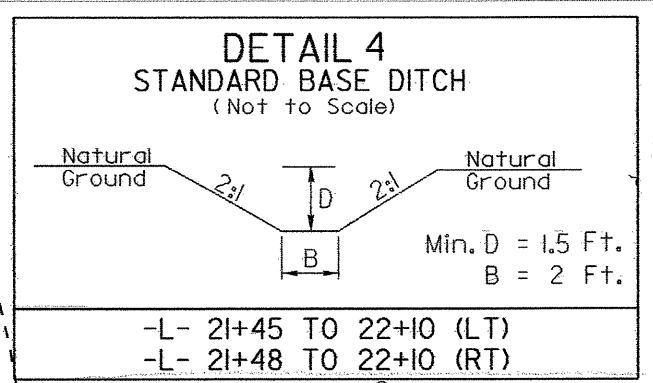 DETAIL 4
STANDARD BASE DITCH
(Not to Scale)
Natural
Ground
2:1
D
2:1
Natural
Ground
B
Min. D = 1.5 Ft.
B = 2 Ft.
-L- 21+45 TO 22+10 (LT)
-L- 21+48 TO 22+10 (RT)